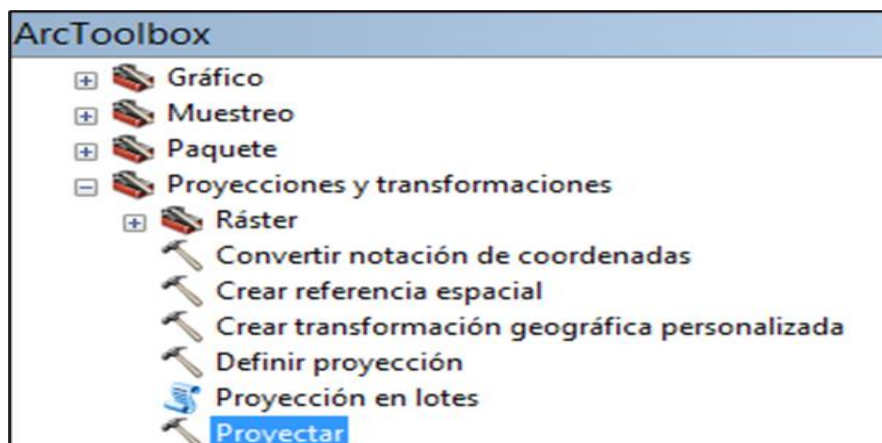 ArcToolbox
Gráfico
Muestreo
Paquete
Proyecciones y transformaciones
Ráster
Convertir notación de coordenadas
Crear referencia espacial
Crear transformación geográfica personalizada
Definir proyección
Proyección en lotes
Proyectar